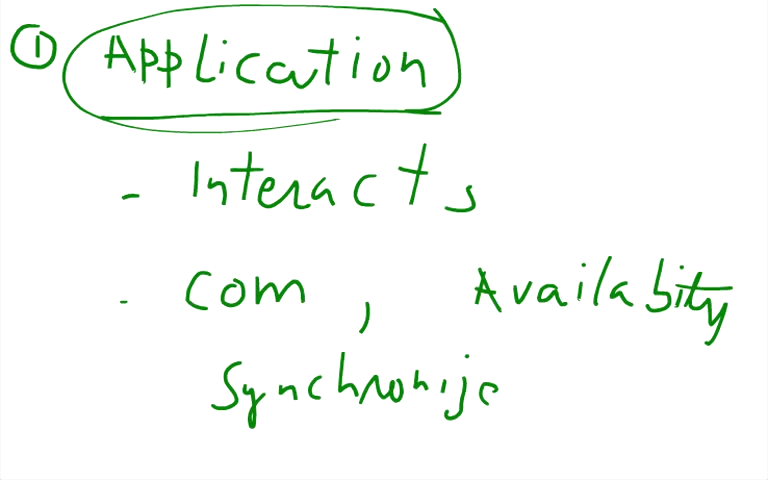 ① Application
- Interacts
- Com, Availabity
Synchronize